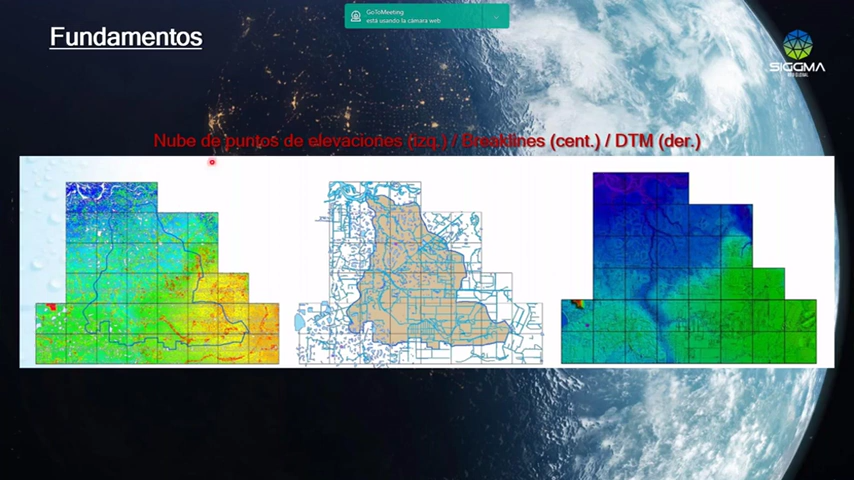 GoToMeeting
está usando la cámara web
Fundamentos
SIGGMA
Nube de puntos de elevaciones (izq.) / Breaklines (cent.) / DTM (der.)